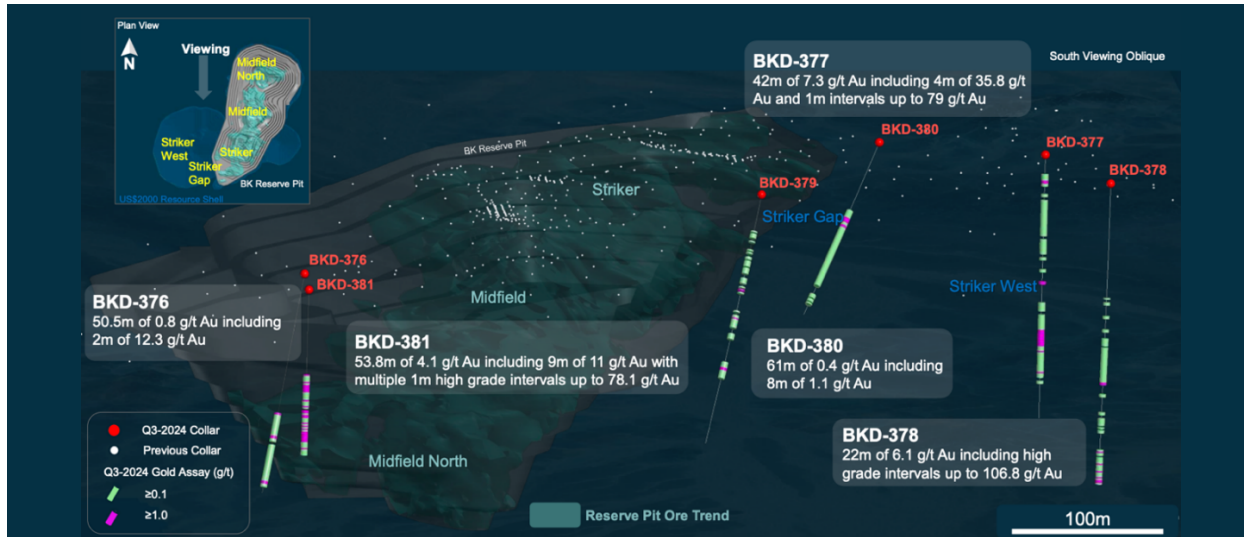 Plan View
N
Viewing
Midfield
North
Midfield
Striker
West
Striker
Striker
Gap
BK Reserve Pit
US$2000 Resource Shell
South Viewing Oblique
BKD-377
42m of 7.3 g/t Au including 4m of 35.8 g/t
Au and 1m intervals up to 79 g/t Au
BKD-380
BKD-377
BKD-378
BKD-379
BK Reserve Pit
Striker
Striker Gap
Striker West
Midfield
BKD-376
BKD-381
BKD-376
50.5m of 0.8 g/t Au including
2m of 12.3 g/t Au
BKD-381
53.8m of 4.1 g/t Au including 9m of 11 g/t Au with
multiple 1m high grade intervals up to 78.1 g/t Au
BKD-380
61m of 0.4 g/t Au including
8m of 1.1 g/t Au
BKD-378
22m of 6.1 g/t Au including high
grade intervals up to 106.8 g/t Au
Midfield North
Q3-2024 Collar
Previous Collar
Q3-2024 Gold Assay (g/t)
≥0.1
≥1.0
Reserve Pit Ore Trend
100m